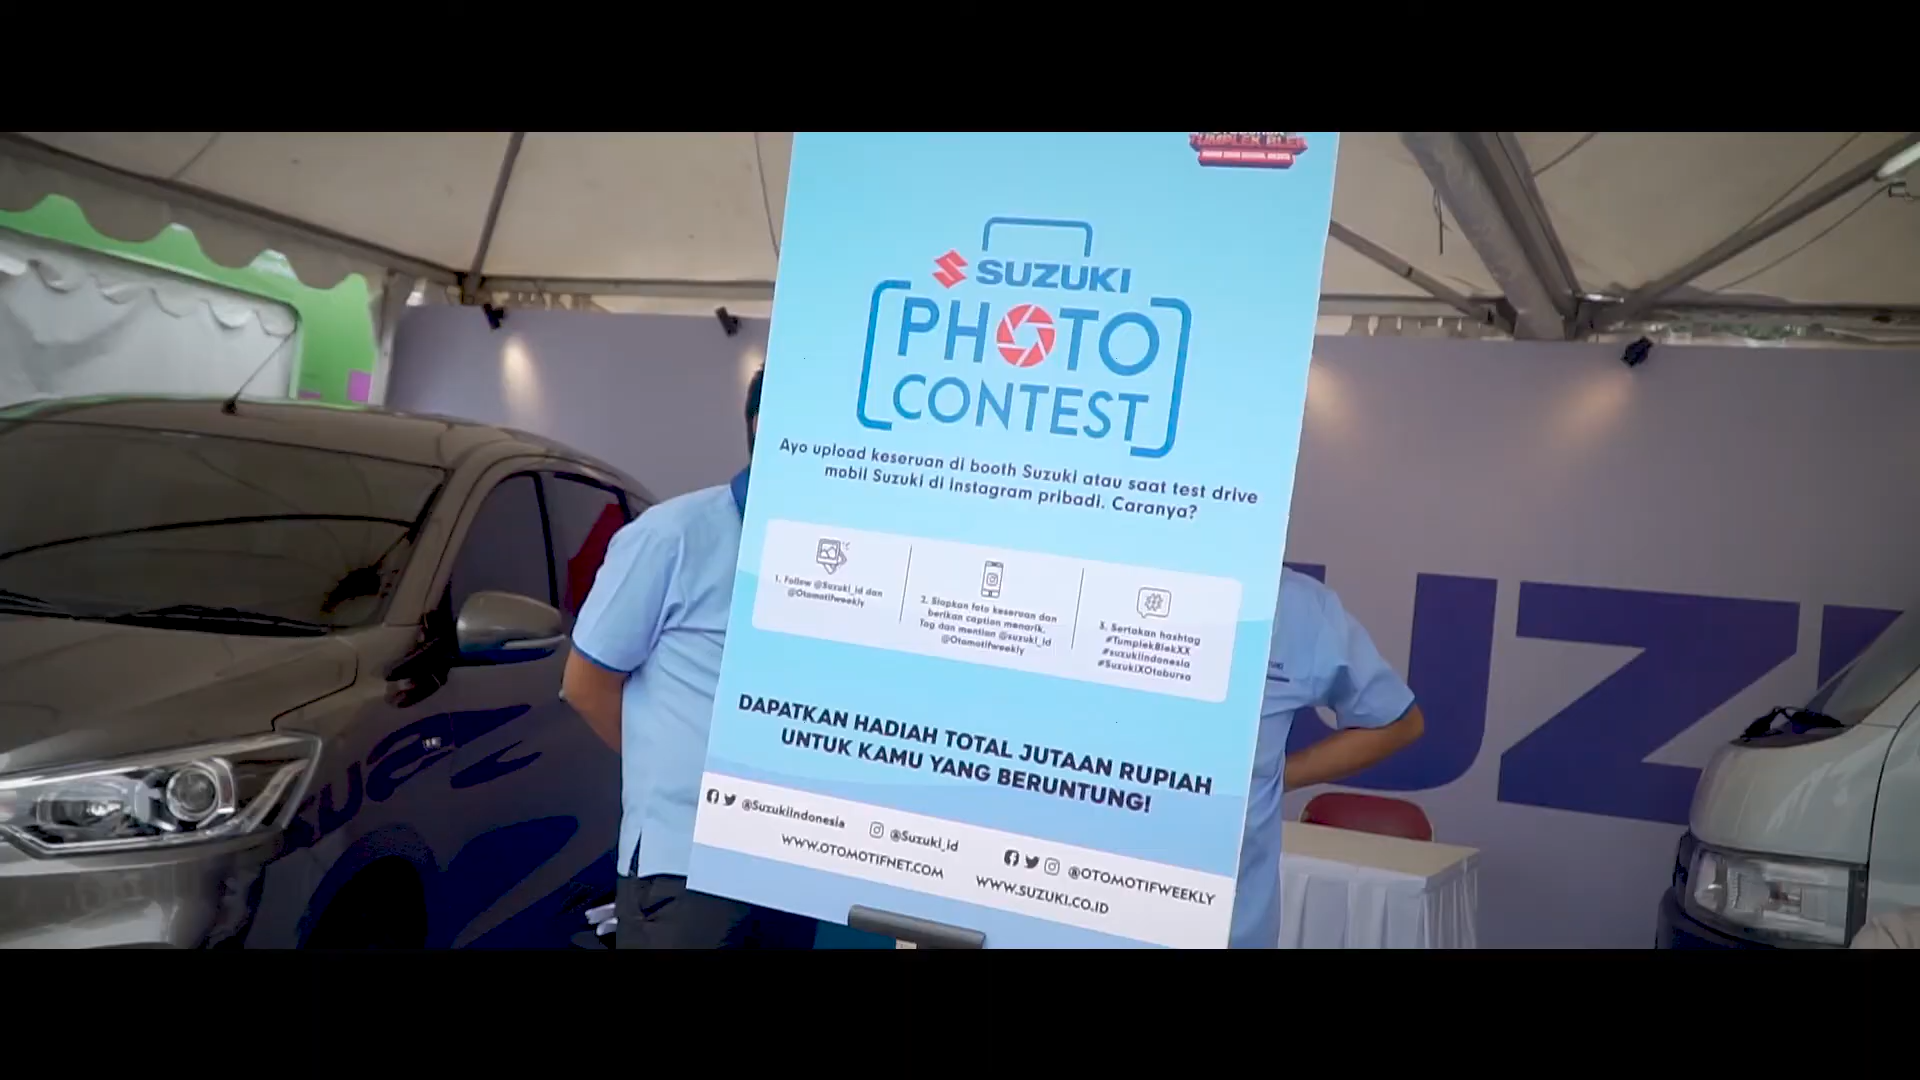 TUMPLEK BLEK
SUZUKI
PHOTO
CONTEST
Ayo upload keseruan di booth Suzuki atau saat test drive
mobil Suzuki di instagram pribadi. Caranya?
1. Follow @Suzuki_id dan
@Otomotifweekly
2. Siapkan foto keseruan dan
berikan caption menarik.
Tag dan mention @suzuki_id
@Otomotifweekly
3. Sertakan hashtag
#TumplekBlekXX
#suzukiindonesia
#SuzukiXOtobursa
DAPATKAN HADIAH TOTAL JUTAAN RUPIAH
UNTUK KAMU YANG BERUNTUNG!
@SuzukiIndonesia
@Suzuki_id
@OTOMOTIFWEEKLY
WWW.OTOMOTIFNET.COM
WWW.SUZUKI.CO.ID
UZU